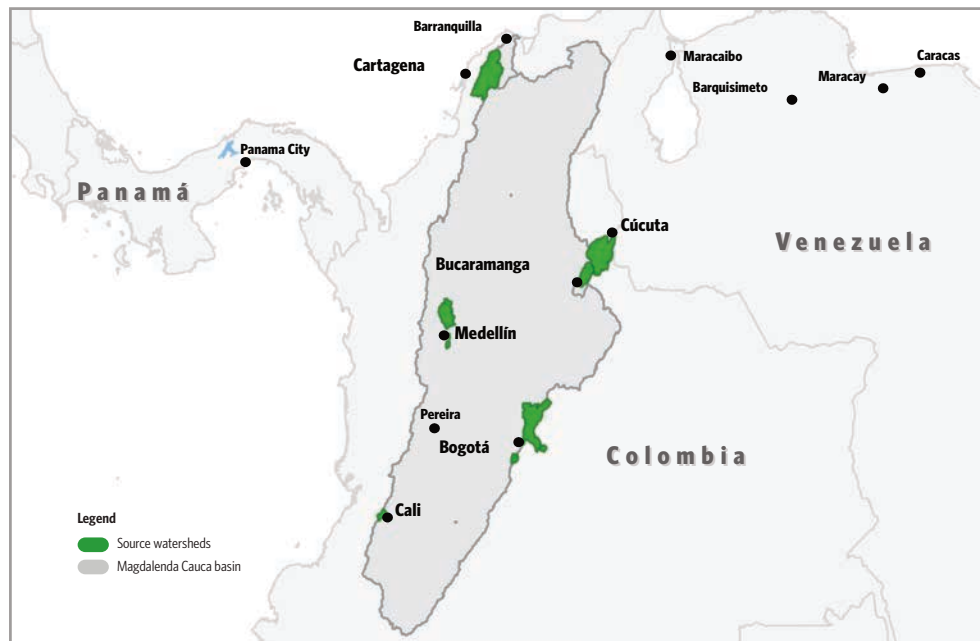 Barranquilla
Cartagena
Maracaibo
Caracas
Maracay
Barquisimeto
Panama City
Panamá
Cúcuta
Venezuela
Bucaramanga
Medellín
Pereira
Bogotá
Colombia
Cali
Legend
Source watersheds
Magdalenda Cauca basin